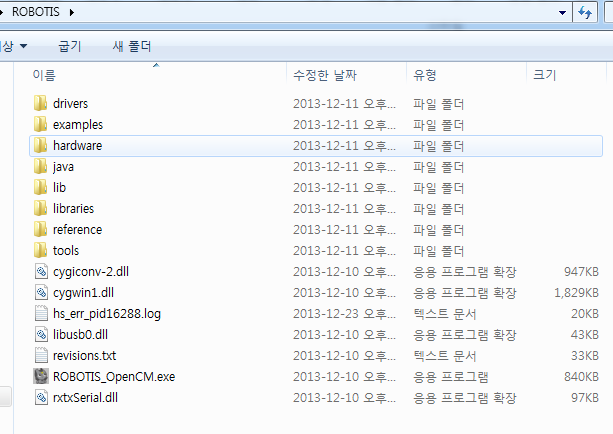 ROBOTIS
상 굽기 새 폴더
이름 수정한 날짜 유형 크기
drivers 2013-12-11 오후... 파일 폴더
examples 2013-12-11 오후... 파일 폴더
hardware 2013-12-11 오후... 파일 폴더
java 2013-12-11 오후... 파일 폴더
lib 2013-12-11 오후... 파일 폴더
libraries 2013-12-11 오후... 파일 폴더
reference 2013-12-11 오후... 파일 폴더
tools 2013-12-11 오후... 파일 폴더
cygiconv-2.dll 2013-12-10 오후... 응용 프로그램 확장 947KB
cygwin1.dll 2013-12-10 오후... 응용 프로그램 확장 1,829KB
hs_err_pid16288.log 2013-12-23 오후... 텍스트 문서 20KB
libusb0.dll 2013-12-10 오후... 응용 프로그램 확장 43KB
revisions.txt 2013-12-10 오후... 텍스트 문서 33KB
ROBOTIS_OpenCM.exe 2013-12-10 오후... 응용 프로그램 840KB
rxtxSerial.dll 2013-12-10 오후... 응용 프로그램 확장 97KB